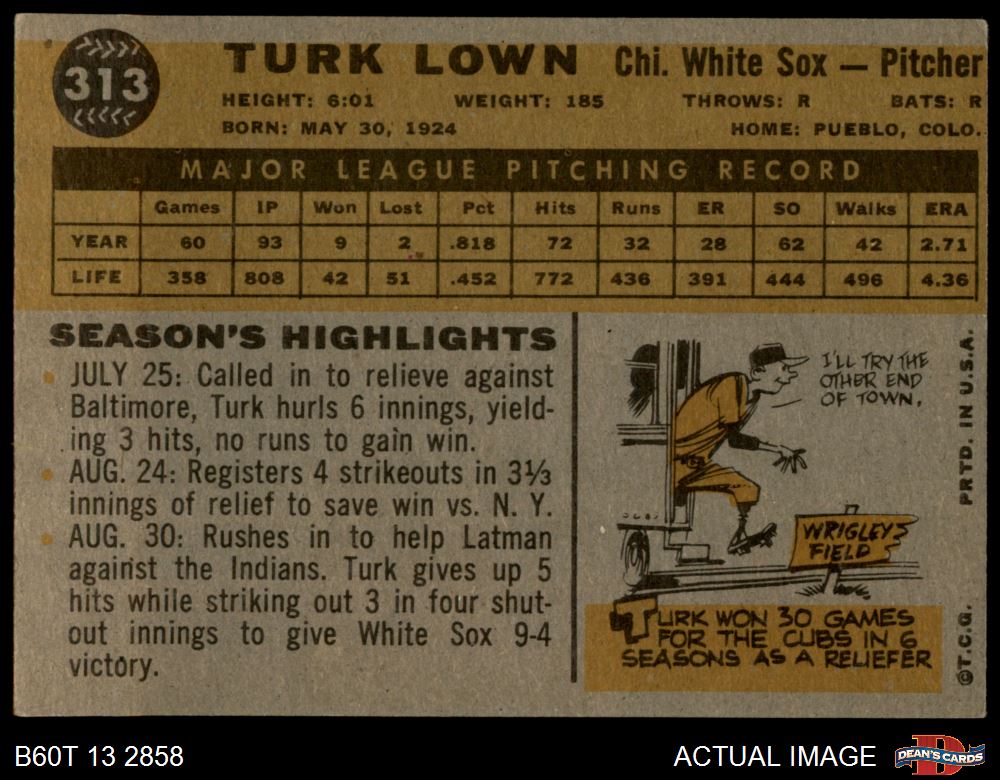 313
TURK LOWN Chi. White Sox — Pitcher
HEIGHT: 6:01 WEIGHT: 185 THROWS: R BATS: R
BORN: MAY 30, 1924 HOME: PUEBLO, COLO.
MAJOR LEAGUE PITCHING RECORD
Games IP Won Lost Pct Hits Runs ER SO Walks ERA
YEAR 60 93 9 2 .818 72 32 28 62 42 2.71
LIFE 358 808 42 51 .452 772 436 391 444 496 4.36
SEASON'S HIGHLIGHTS
• JULY 25: Called in to relieve against
Baltimore, Turk hurls 6 innings, yield-
ing 3 hits, no runs to gain win.
• AUG. 24: Registers 4 strikeouts in 3⅓
innings of relief to save win vs. N. Y.
• AUG. 30: Rushes in to help Latman
against the Indians. Turk gives up 5
hits while striking out 3 in four shut-
out innings to give White Sox 9-4
victory.
I'LL TRY THE
OTHER END
OF TOWN.
WRIGLEY
FIELD
TURK WON 30 GAMES
FOR THE CUBS IN 6
SEASONS AS A RELIEFER
PRTD. IN U.S.A.
©T.C.G.
B60T 13 2858
ACTUAL IMAGE
D
DEAN'S CARDS